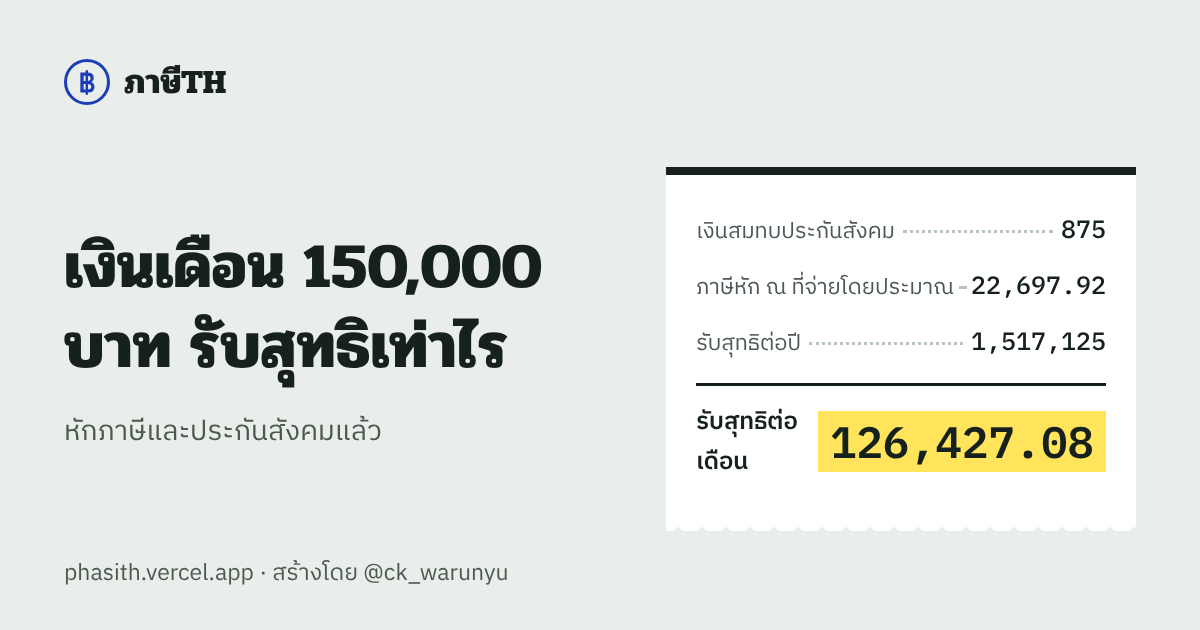 ฿ ภาษีTH
เงินเดือน 150,000
บาท รับสุทธิเท่าไร
หักภาษีและประกันสังคมแล้ว
phasith.vercel.app · สร้างโดย @ck_warunyu
เงินสมทบประกันสังคม 875
ภาษีหัก ณ ที่จ่ายโดยประมาณ 22,697.92
รับสุทธิต่อปี 1,517,125
รับสุทธิต่อ
เดือน 126,427.08